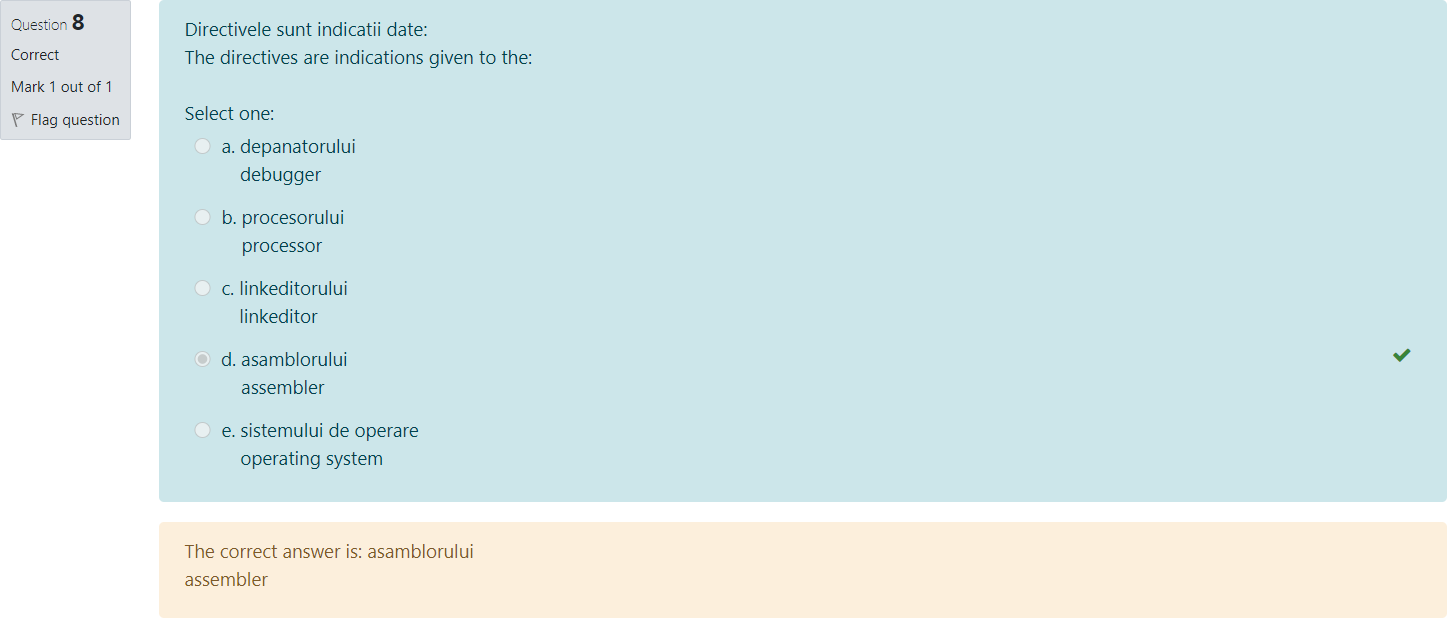 Question 8
Correct
Mark 1 out of 1
Flag question
Directivele sunt indicatii date:
The directives are indications given to the:
Select one:
a. depanatorului
debugger
b. procesorului
processor
c. linkeditorului
linkeditor
d. asamblorului
assembler
e. sistemului de operare
operating system
The correct answer is: asamblorului
assembler